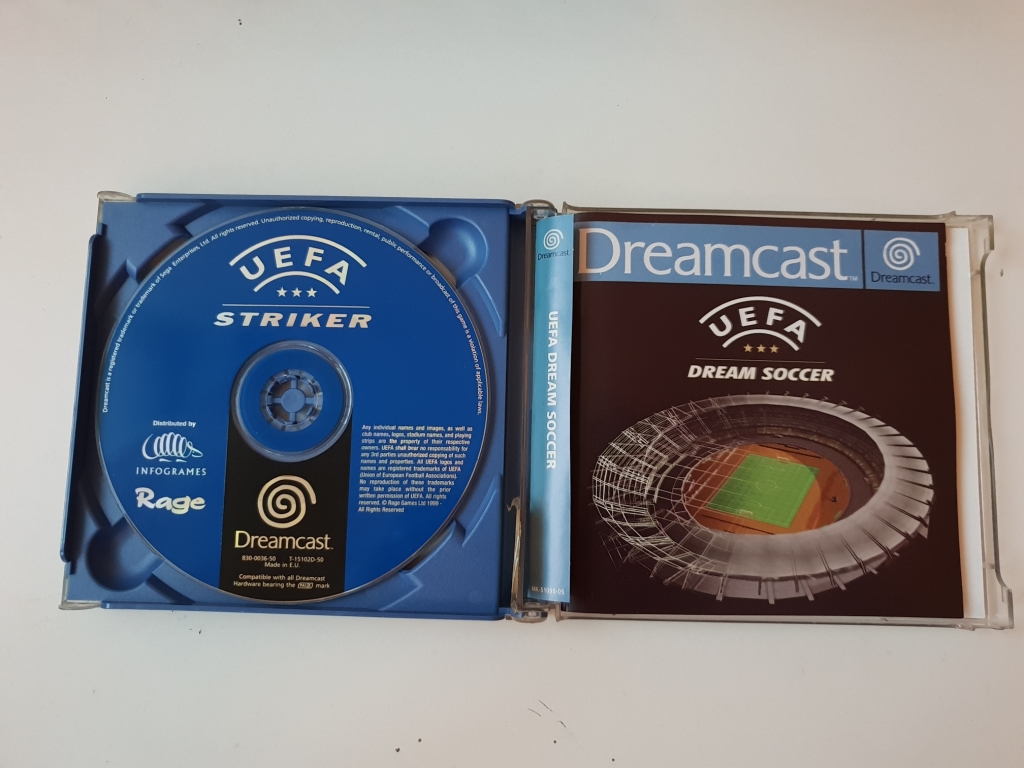 Dreamcast is a registered trademark or trademark of Sega Enterprises, Ltd. All rights reserved. Unauthorized copying, reproduction, rental, public performance or broadcast of this game is a violation of applicable laws.
UEFA
STRIKER
Distributed by
INFOGRAMES
Rage
Any individual names and images, as well as
club names, logos, stadium names, and playing
strips are the property of their respective
owners. UEFA shall bear no responsibility for
any 3rd parties unauthorized copying of such
names and properties. All UEFA logos and
names are registered trademarks of UEFA
(Union of European Football Associations).
No reproduction of these trademarks
may take place without the prior
written permission of UEFA. All rights
reserved. © Rage Games Ltd 1999 -
All Rights Reserved
Dreamcast
830-0036-50 T-15102D-50
Made in E.U.
Compatible with all Dreamcast
Hardware bearing the PAL/E mark
Dreamcast
UEFA DREAM SOCCER
Dreamcast™
Dreamcast™
UEFA
DREAM SOCCER